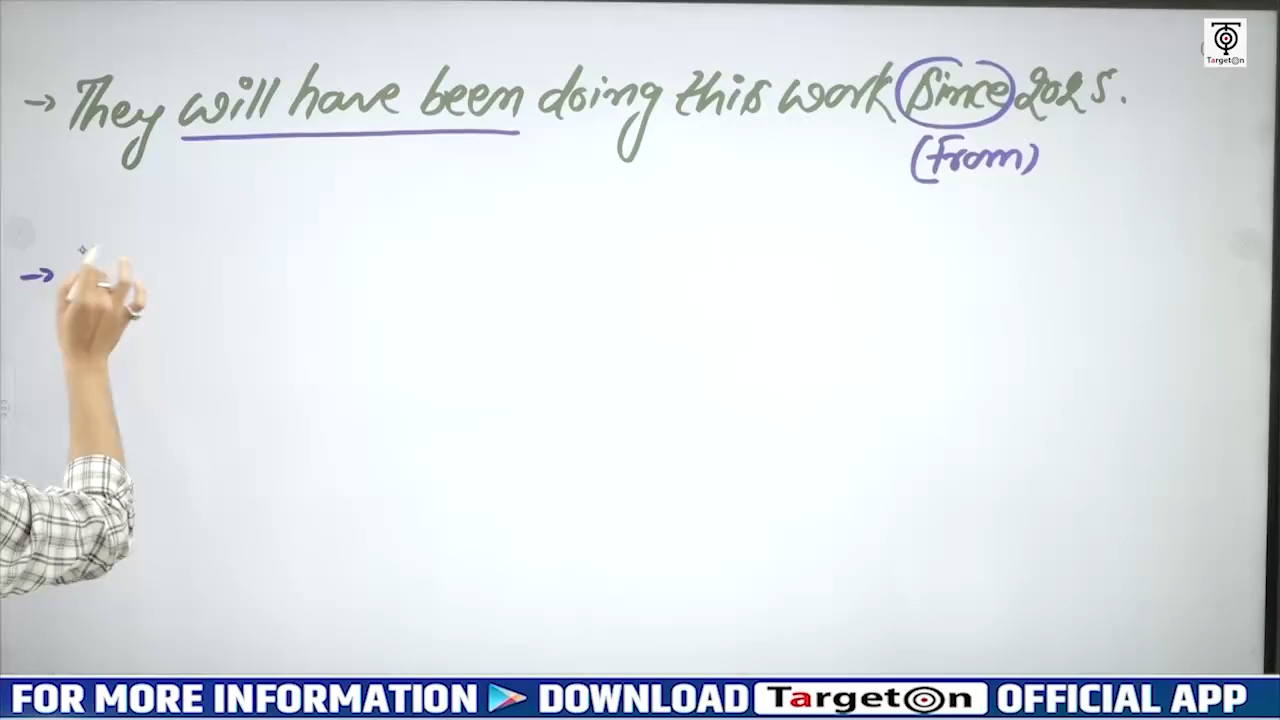 → They will have been doing this work Since 2025.
(From)
→
TargetOn
FOR MORE INFORMATION DOWNLOAD TargetOn OFFICIAL APP